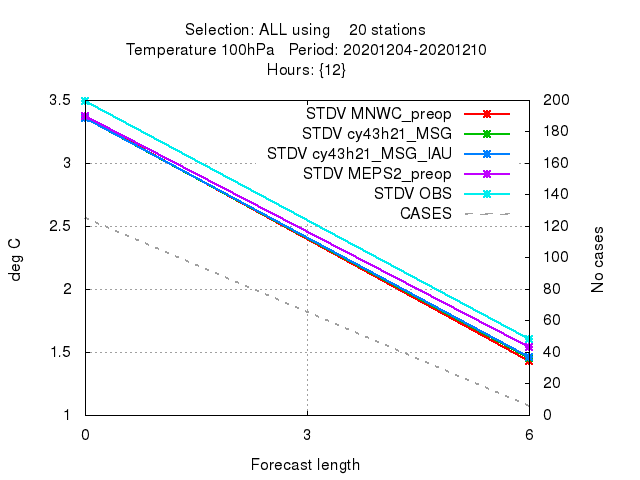 Selection: ALL using 20 stations
Temperature 100hPa Period: 20201204-20201210
Hours: {12}
3.5
3
2.5
2
1.5
1
200
180
160
140
120
100
80
60
40
20
0
STDV MNWC_preop
STDV cy43h21_MSG
STDV cy43h21_MSG_IAU
STDV MEPS2_preop
STDV OBS
CASES
deg C
No cases
0 3 6
Forecast length